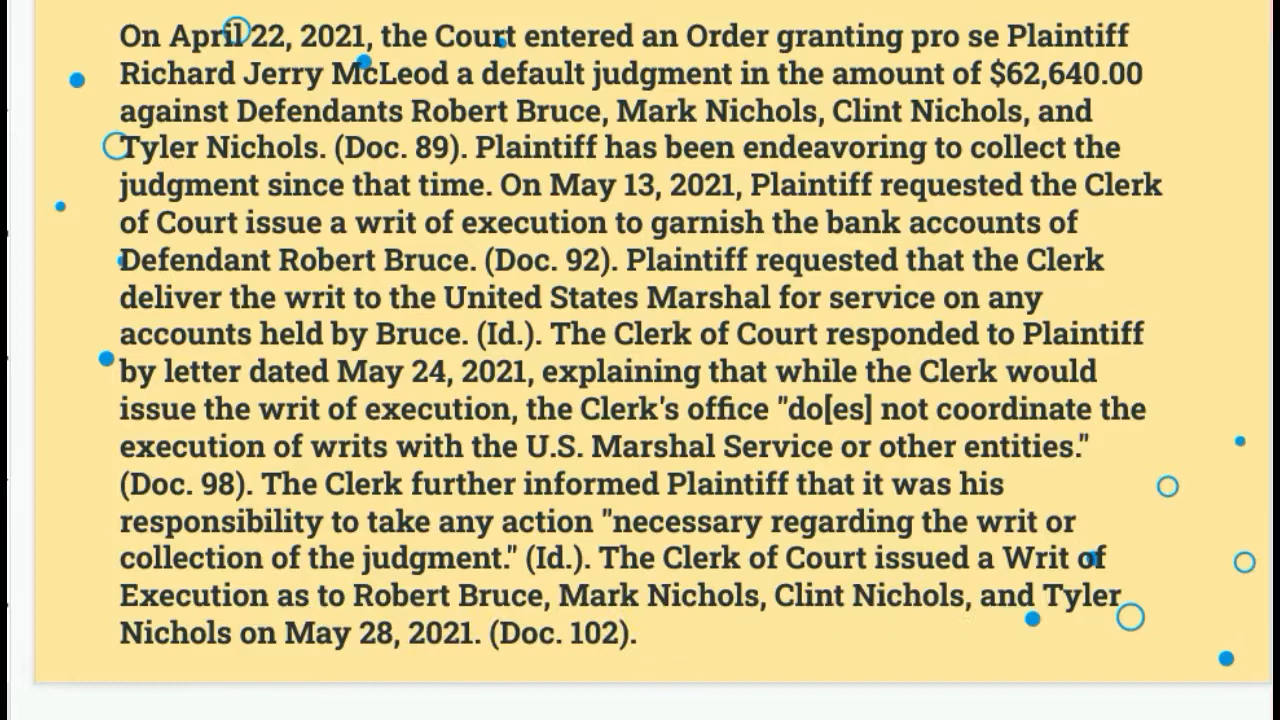 On April 22, 2021, the Court entered an Order granting pro se Plaintiff
Richard Jerry McLeod a default judgment in the amount of $62,640.00
against Defendants Robert Bruce, Mark Nichols, Clint Nichols, and
Tyler Nichols. (Doc. 89). Plaintiff has been endeavoring to collect the
judgment since that time. On May 13, 2021, Plaintiff requested the Clerk
of Court issue a writ of execution to garnish the bank accounts of
Defendant Robert Bruce. (Doc. 92). Plaintiff requested that the Clerk
deliver the writ to the United States Marshal for service on any
accounts held by Bruce. (Id.). The Clerk of Court responded to Plaintiff
by letter dated May 24, 2021, explaining that while the Clerk would
issue the writ of execution, the Clerk's office "do[es] not coordinate the
execution of writs with the U.S. Marshal Service or other entities."
(Doc. 98). The Clerk further informed Plaintiff that it was his
responsibility to take any action "necessary regarding the writ or
collection of the judgment." (Id.). The Clerk of Court issued a Writ of
Execution as to Robert Bruce, Mark Nichols, Clint Nichols, and Tyler
Nichols on May 28, 2021. (Doc. 102).